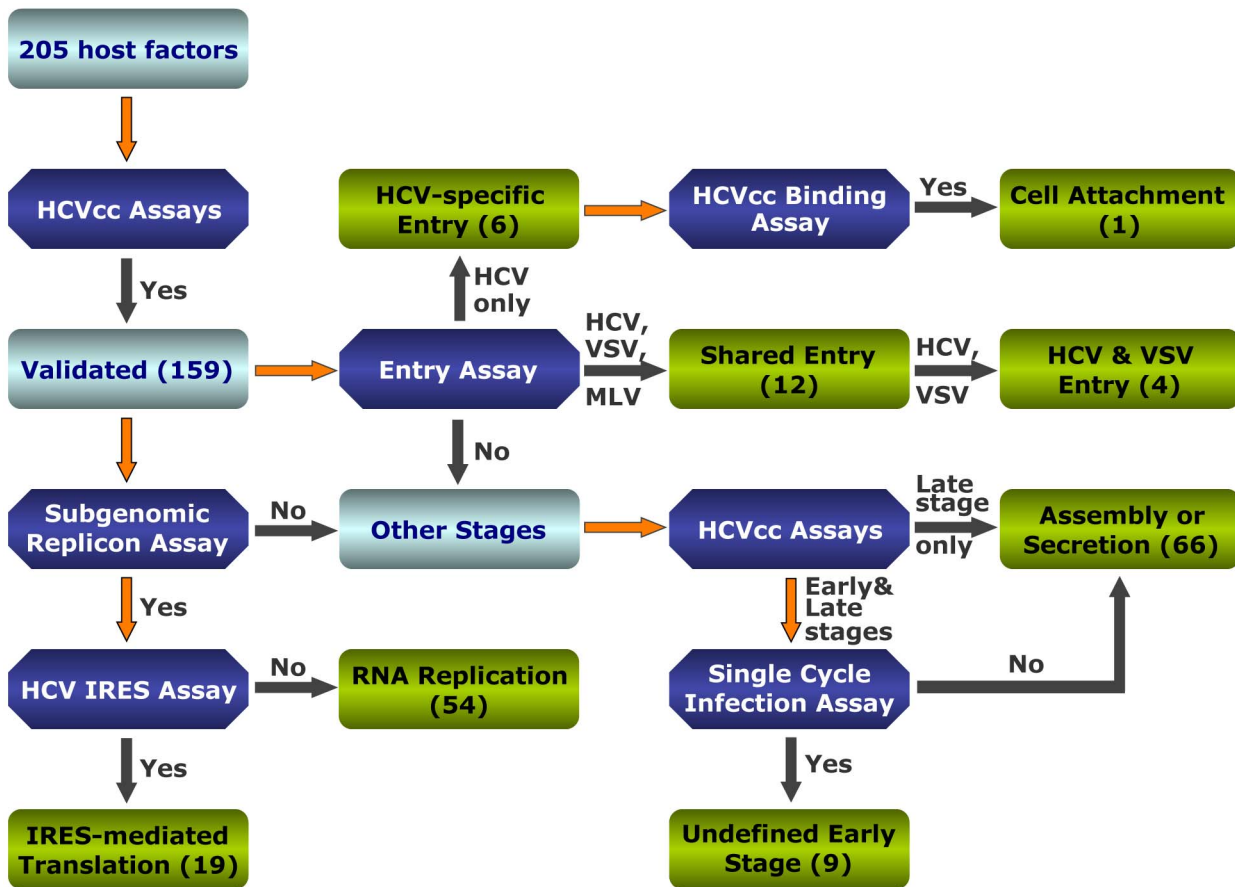 205 host factors
HCVcc Assays
HCV-specific
Entry (6)
HCVcc Binding
Assay
Yes
Cell Attachment
(1)
Yes
HCV
only
Validated (159)
Entry Assay
HCV,
VSV,
MLV
Shared Entry
(12)
HCV,
VSV
HCV & VSV
Entry (4)
No
Subgenomic
Replicon Assay
No
Other Stages
HCVcc Assays
Late
stage
only
Assembly or
Secretion (66)
Yes
Early&
Late
stages
HCV IRES Assay
No
RNA Replication
(54)
Single Cycle
Infection Assay
No
Yes
Yes
IRES-mediated
Translation (19)
Undefined Early
Stage (9)